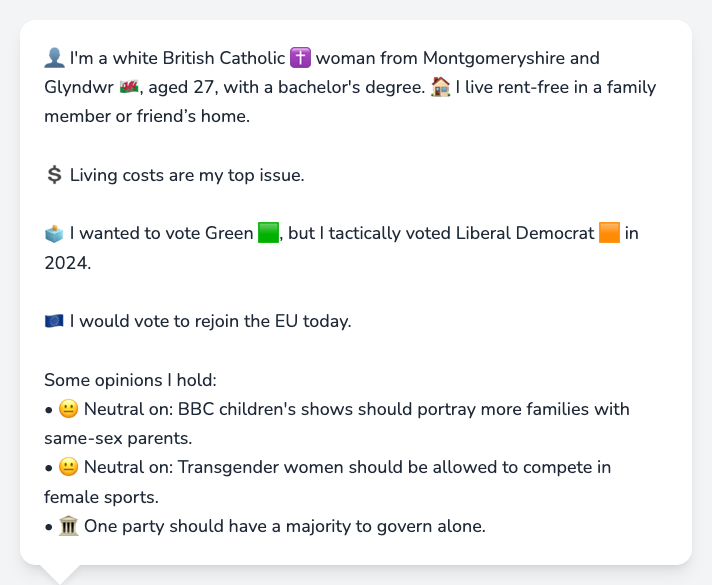 👤 I'm a white British Catholic ✝️ woman from Montgomeryshire and
Glyndwr 🏴󠁧󠁢󠁷󠁬󠁳󠁿, aged 27, with a bachelor's degree. 🏠 I live rent-free in a family
member or friend’s home.
💲 Living costs are my top issue.
🗳️ I wanted to vote Green 🟩, but I tactically voted Liberal Democrat 🟧 in
2024.
🇪🇺 I would vote to rejoin the EU today.
Some opinions I hold:
• 😐 Neutral on: BBC children's shows should portray more families with
same-sex parents.
• 😐 Neutral on: Transgender women should be allowed to compete in
female sports.
• 🏛️ One party should have a majority to govern alone.